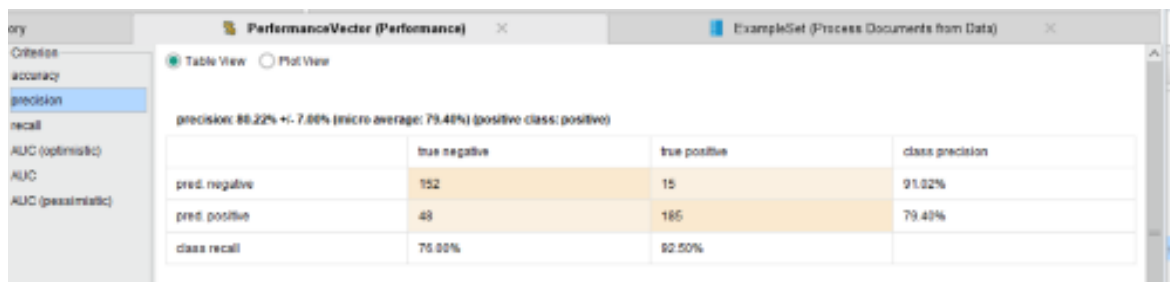 ory
PerformanceVector (Performance)
ExampleSet (Process Documents from Data)
Criterion
accuracy
precision
recall
AUC (optimistic)
AUC
AUC (pessimistic)
Table View
Plot View
precision: 80.22% +/- 7.00% (micro average: 79.40%) (positive class: positive)
true negative true positive class precision
pred. negative 152 15 91.02%
pred. positive 48 185 79.40%
class recall 76.00% 92.50%